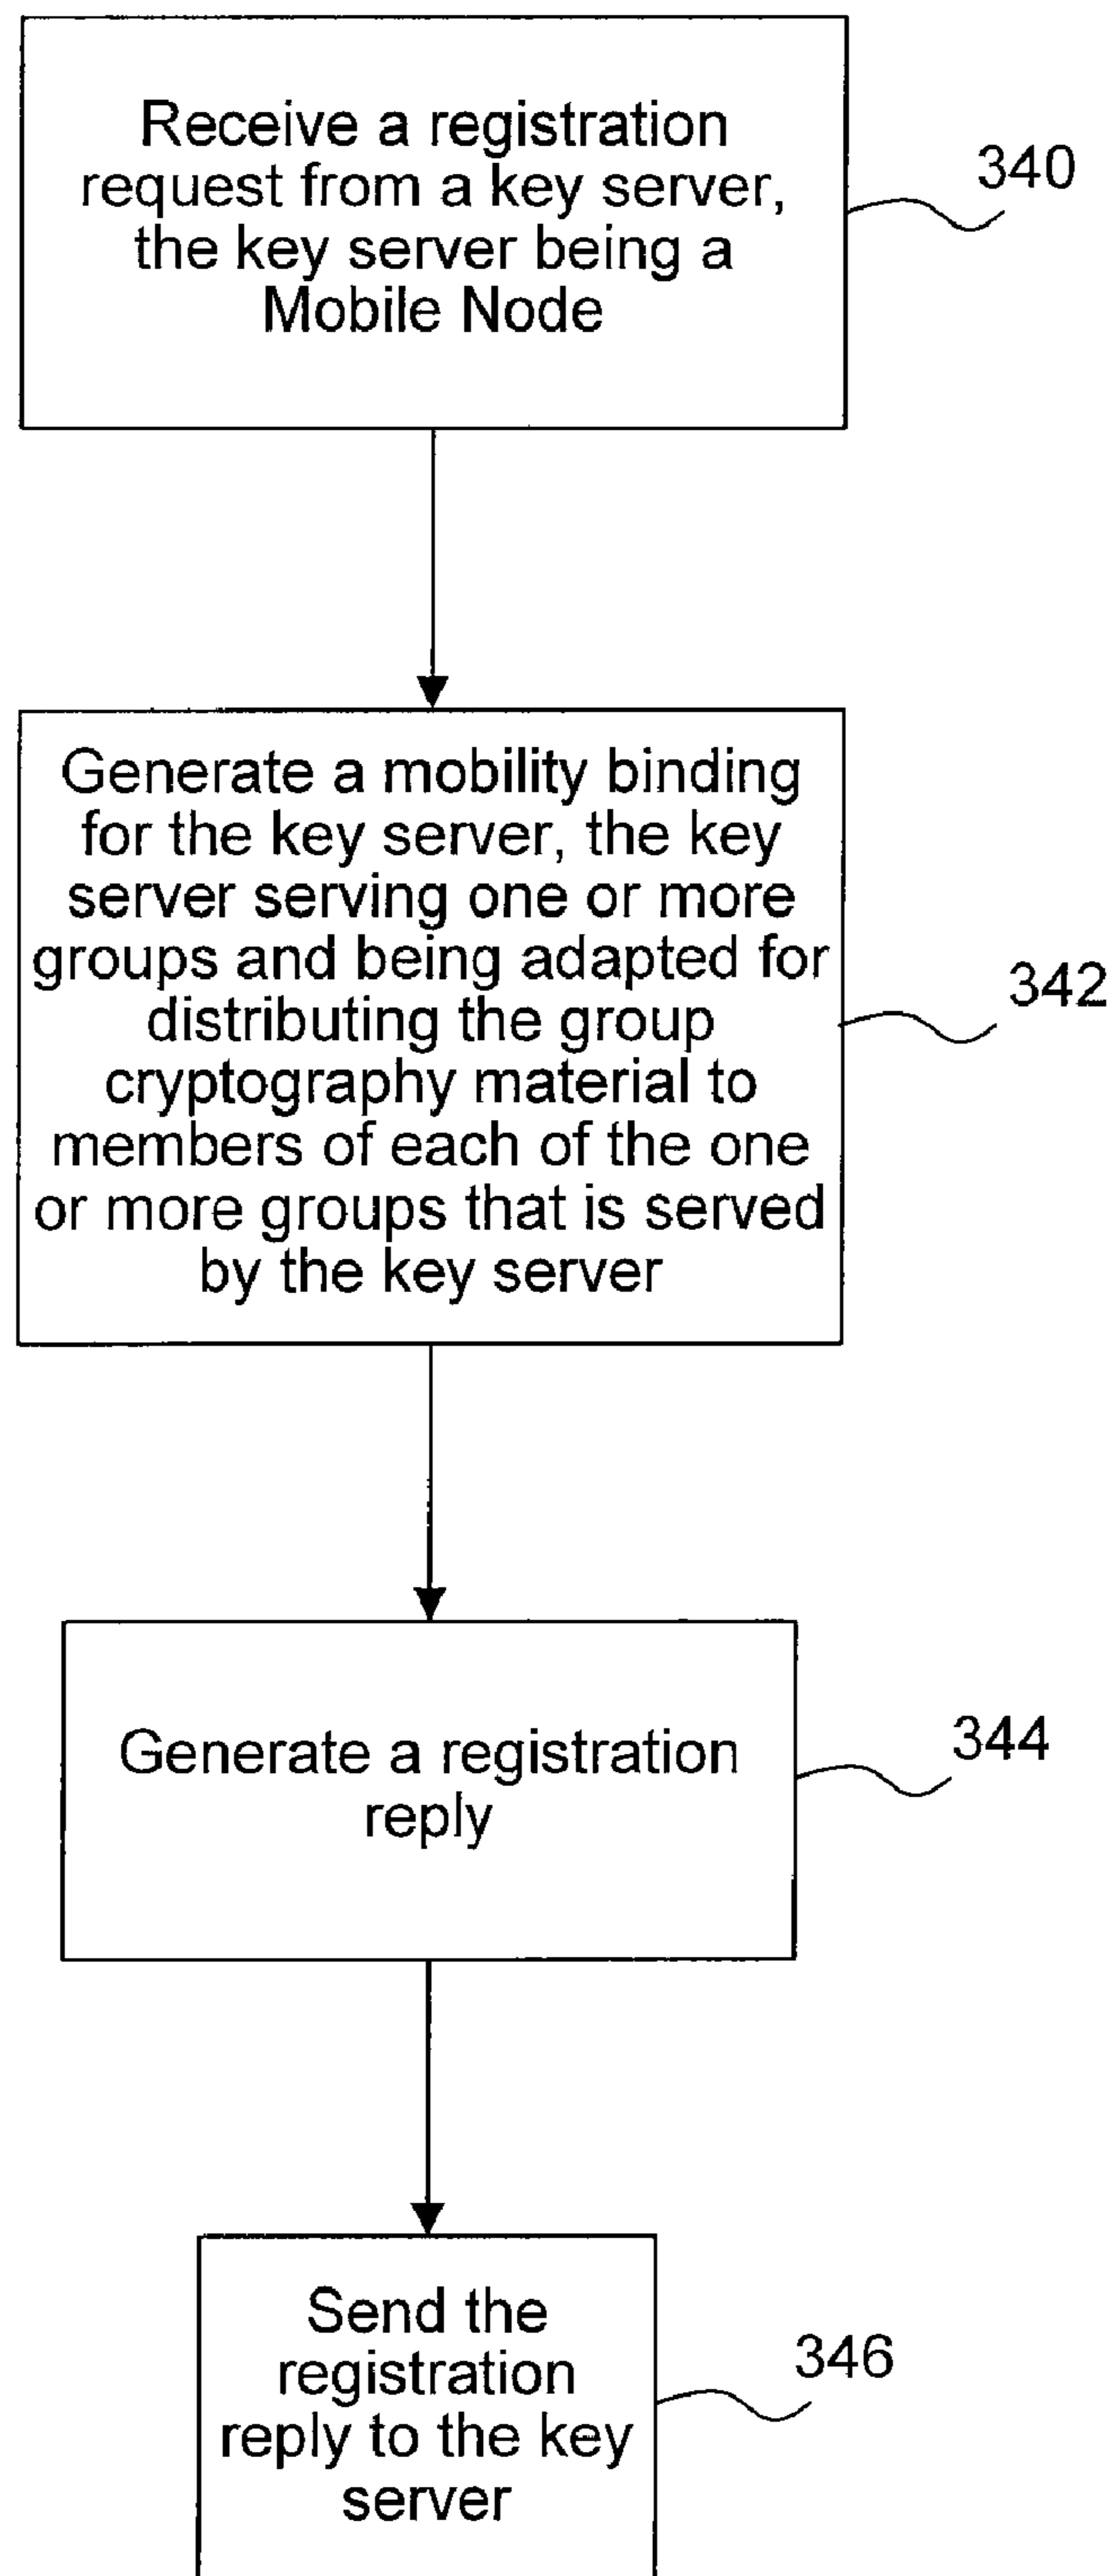 Receive a registration
request from a key server,
the key server being a
Mobile Node
340
Generate a mobility binding
for the key server, the key
server serving one or more
groups and being adapted for
distributing the group
cryptography material to
members of each of the one
or more groups that is served
by the key server
342
Generate a registration
reply
344
Send the
registration
reply to the key
server
346